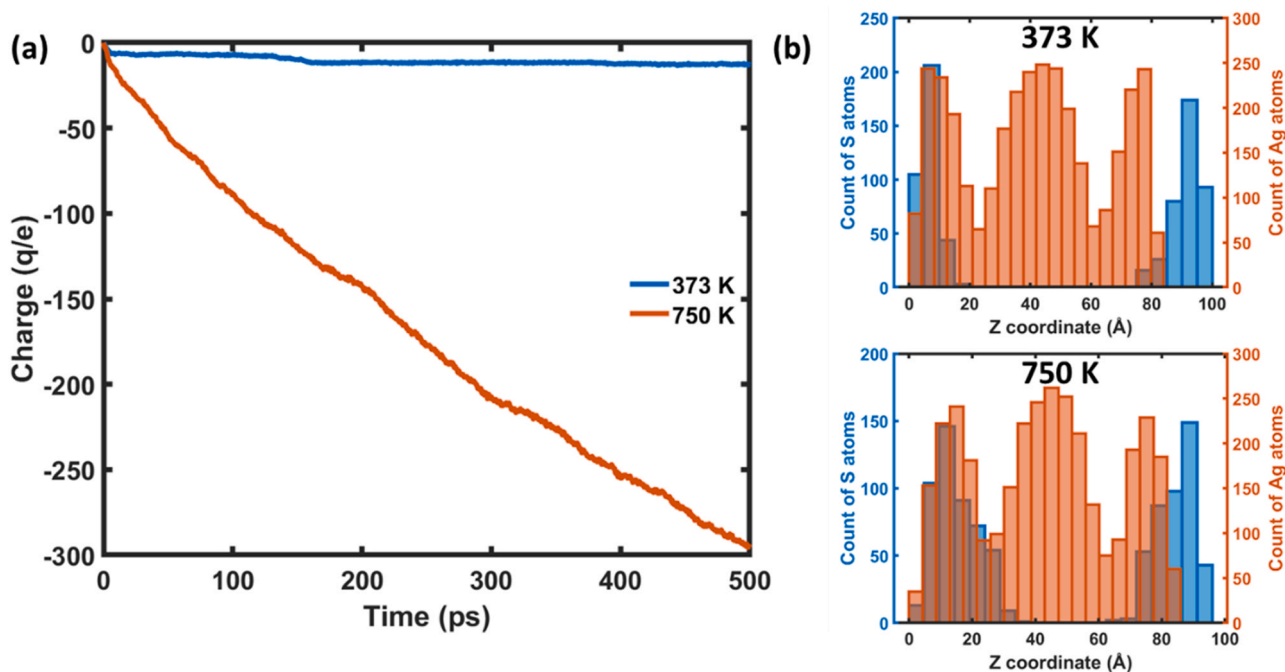 (a)
0
-50
-100
-150
-200
-250
-300
Charge (q/e)
0 100 200 300 400 500
Time (ps)
373 K
750 K
(b)
373 K
250
200
150
100
50
0
Count of S atoms
300
250
200
150
100
50
0
Count of Ag atoms
0 20 40 60 80 100
Z coordinate (Å)
750 K
200
150
100
50
0
Count of S atoms
300
250
200
150
100
50
0
Count of Ag atoms
0 20 40 60 80 100
Z coordinate (Å)